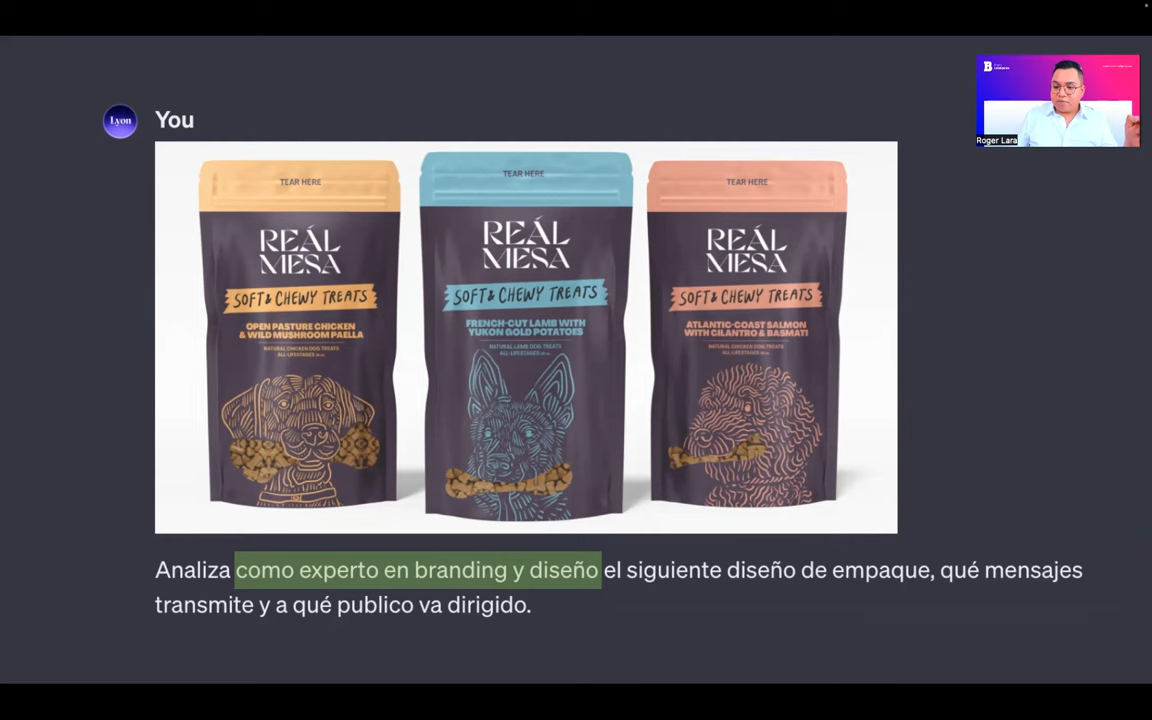 B
Roger Lara
Lyon
You
TEAR HERE
REÁL
MESA
SOFT & CHEWY TREATS
OPEN PASTURE CHICKEN
& WILD MUSHROOM PAELLA
NATURAL CHICKEN DOG TREATS
ALL-LIFESTAGES
TEAR HERE
REÁL
MESA
SOFT & CHEWY TREATS
FRENCH-CUT LAMB WITH
YUKON GOLD POTATOES
NATURAL LAMB DOG TREATS
ALL-LIFESTAGES
TEAR HERE
REÁL
MESA
SOFT & CHEWY TREATS
ATLANTIC-COAST SALMON
WITH CILANTRO & BASMATI
NATURAL CHICKEN DOG TREATS
ALL-LIFESTAGES
Analiza como experto en branding y diseño el siguiente diseño de empaque, qué mensajes
transmite y a qué publico va dirigido.